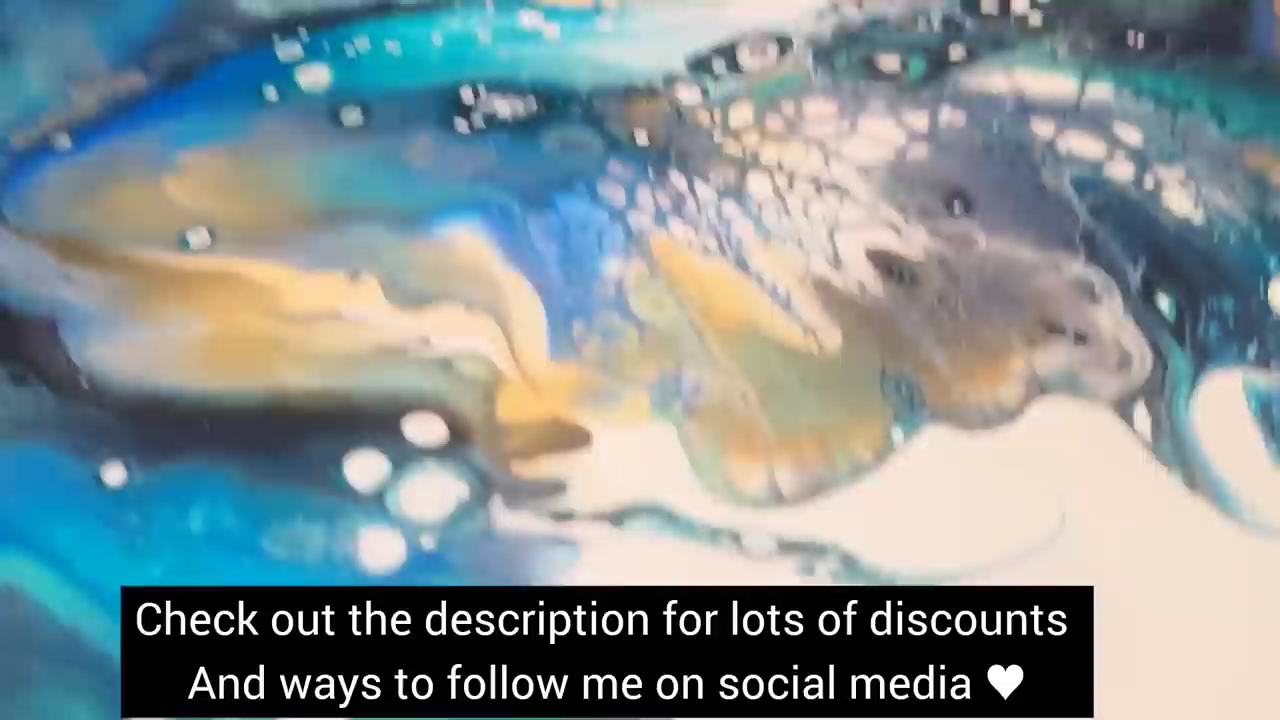 Check out the description for lots of discounts
And ways to follow me on social media ♥